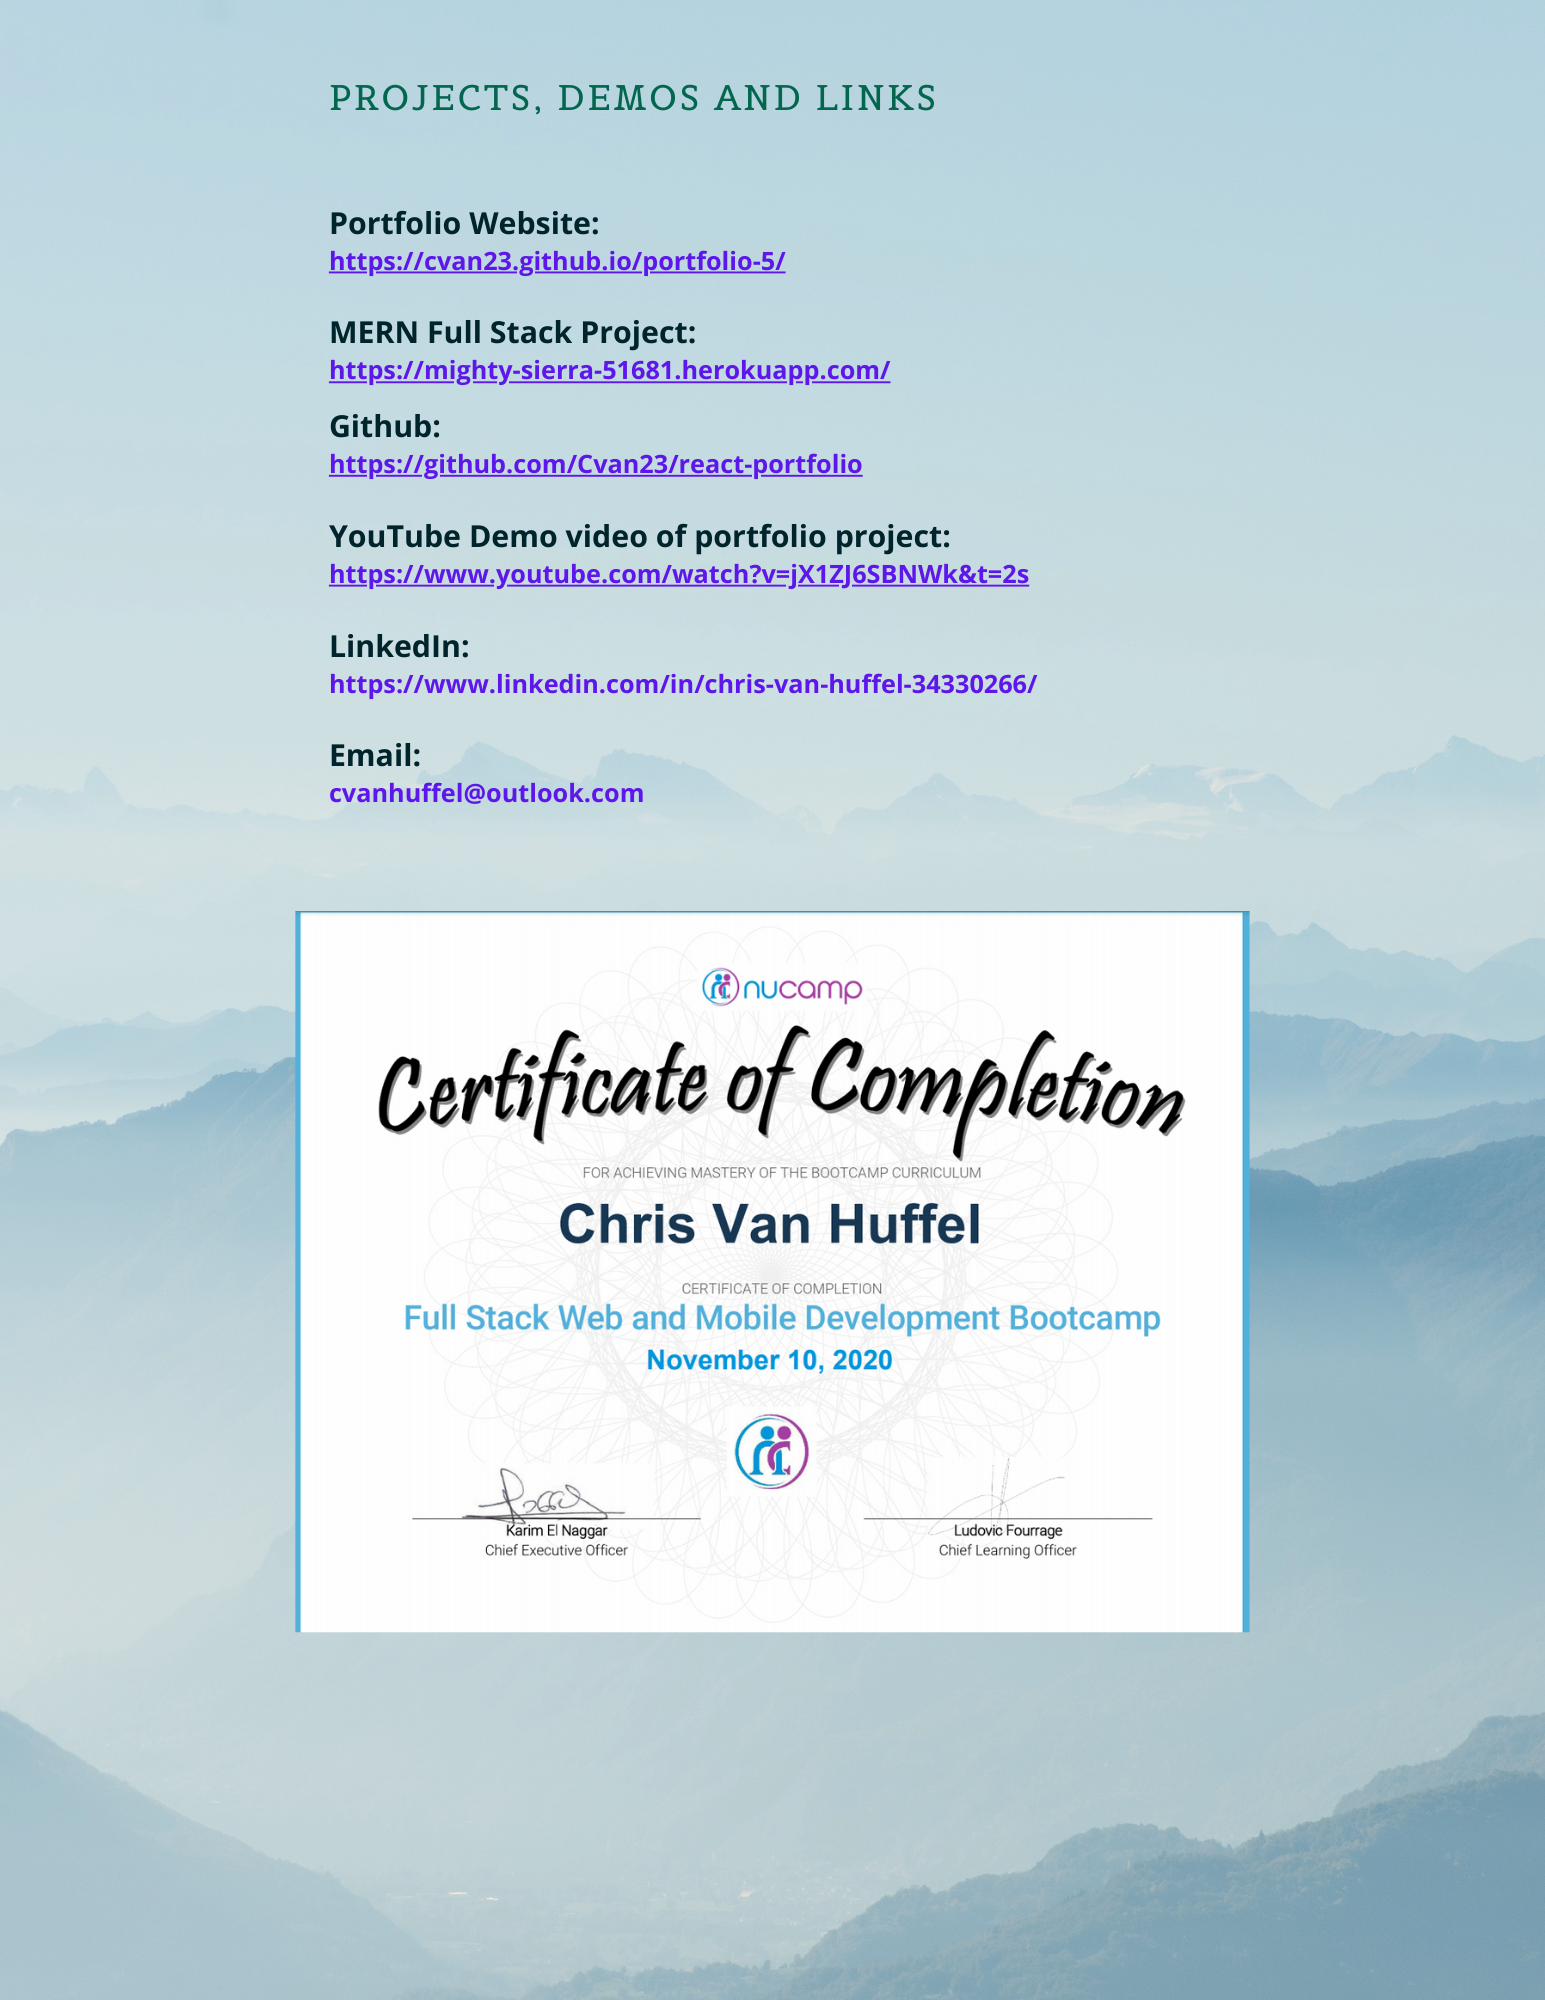 PROJECTS, DEMOS AND LINKS
Portfolio Website:
https://cvan23.github.io/portfolio-5/
MERN Full Stack Project:
https://mighty-sierra-51681.herokuapp.com/
Github:
https://github.com/Cvan23/react-portfolio
YouTube Demo video of portfolio project:
https://www.youtube.com/watch?v=jX1ZJ6SBNWk&t=2s
LinkedIn:
https://www.linkedin.com/in/chris-van-huffel-34330266/
Email:
cvanhuffel@outlook.com
nucamp
Certificate of Completion
FOR ACHIEVING MASTERY OF THE BOOTCAMP CURRICULUM
Chris Van Huffel
CERTIFICATE OF COMPLETION
Full Stack Web and Mobile Development Bootcamp
November 10, 2020
Karim El Naggar
Chief Executive Officer
Ludovic Fourrage
Chief Learning Officer